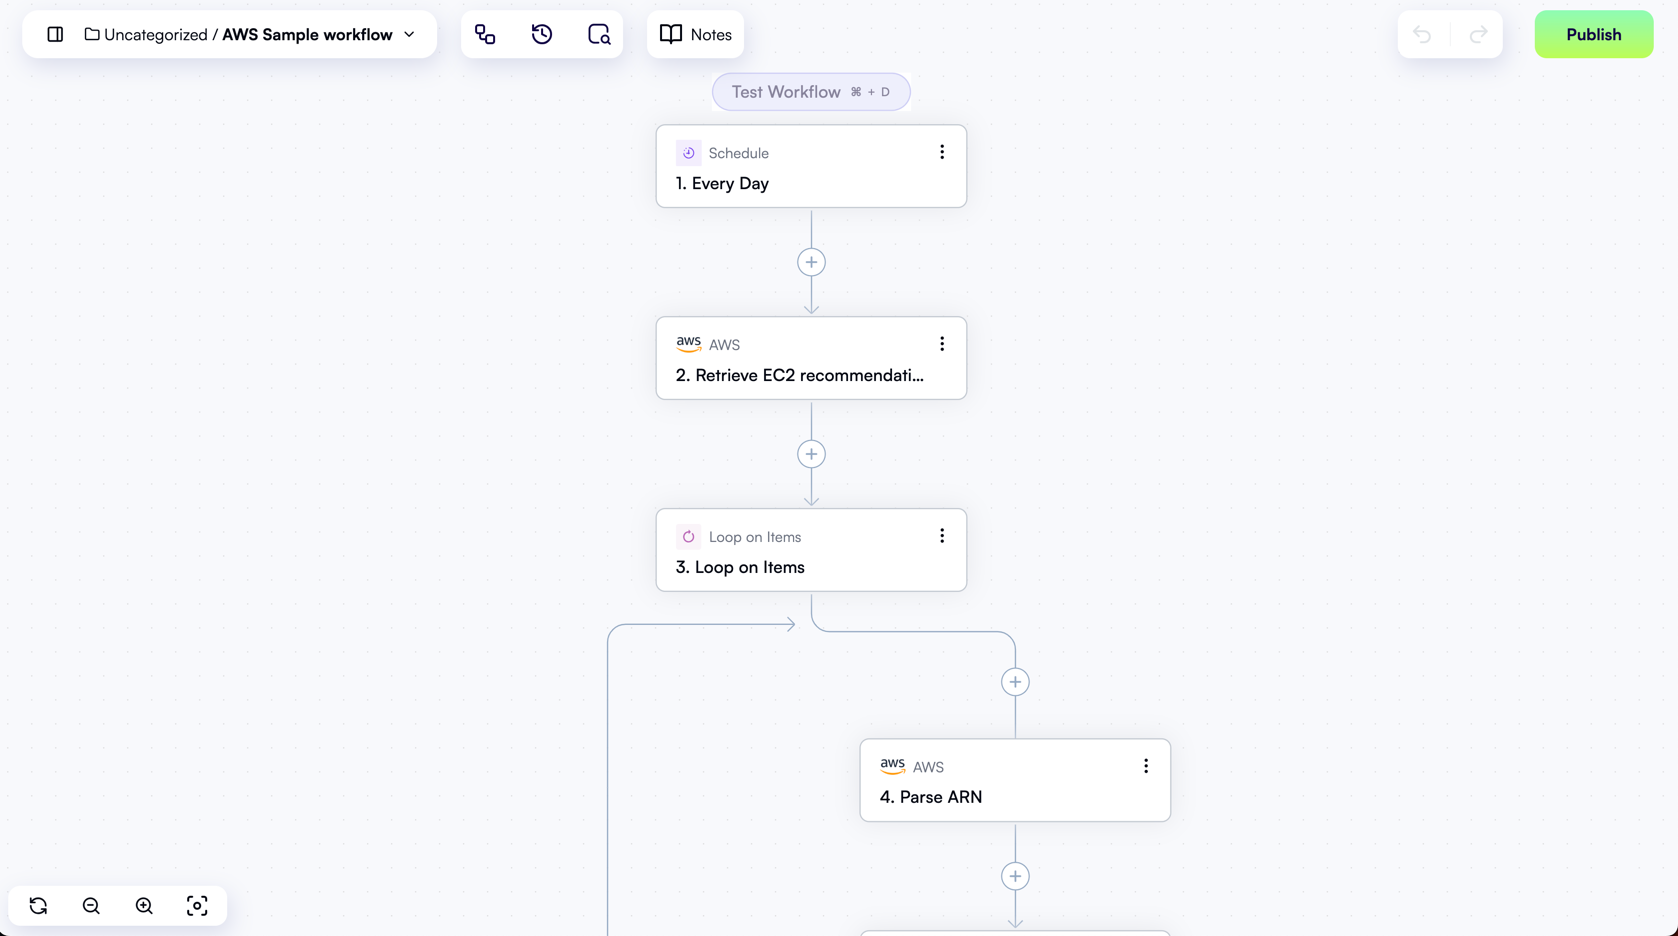 Uncategorized / AWS Sample workflow
Notes
Publish
Test Workflow ⌘ + D
Schedule
1. Every Day
aws AWS
2. Retrieve EC2 recommendati...
Loop on Items
3. Loop on Items
aws AWS
4. Parse ARN